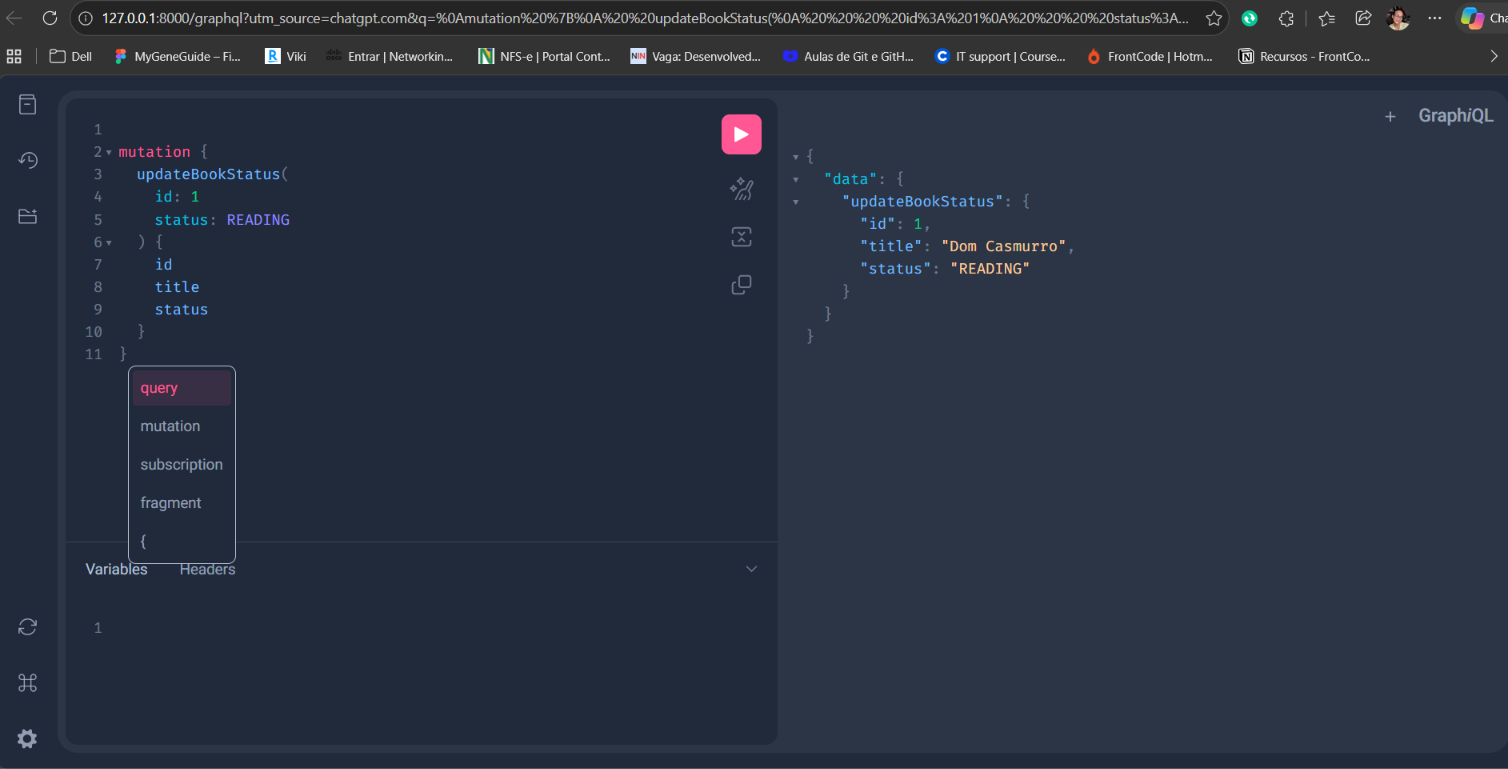 127.0.0.1:8000/graphql?utm_source=chatgpt.com&q=%0Amutation%20%7B%0A%20%20updateBookStatus(%0A%20%20%20%20id%3A%201%0A%20%20%20%20status%3A...
Cha
Dell
MyGeneGuide – Fi...
R Viki
Entrar | Networkin...
N NFS-e | Portal Cont...
NIN Vaga: Desenvolved...
Aulas de Git e GitH...
C IT support | Course...
FrontCode | Hotm...
N Recursos - FrontCo...
+ GraphiQL
1
2 mutation {
3 updateBookStatus(
4 id: 1
5 status: READING
6 ) {
7 id
8 title
9 status
10 }
11 }
query
mutation
subscription
fragment
{
Variables Headers
1
{
"data": {
"updateBookStatus": {
"id": 1,
"title": "Dom Casmurro",
"status": "READING"
}
}
}